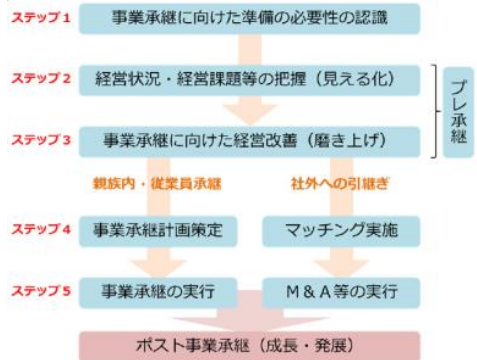 ステップ1 事業承継に向けた準備の必要性の認識
ステップ2 経営状況・経営課題等の把握（見える化）
プレ承継
ステップ3 事業承継に向けた経営改善（磨き上げ）
親族内・従業員承継 社外への引継ぎ
ステップ4 事業承継計画策定 マッチング実施
ステップ5 事業承継の実行 M＆A等の実行
ポスト事業承継（成長・発展）